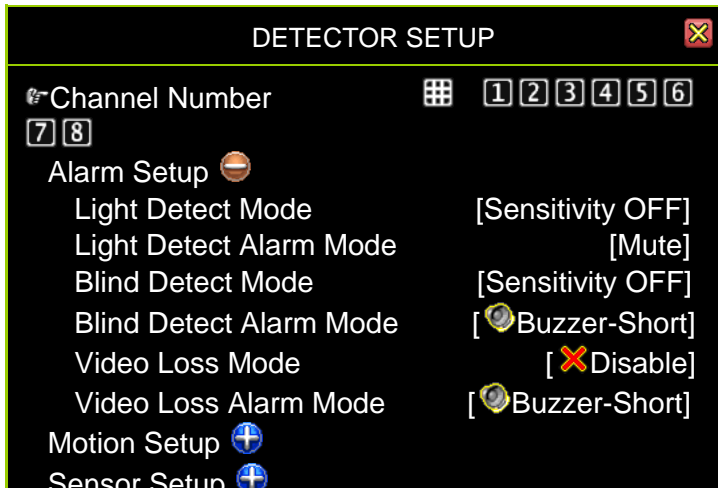 DETECTOR SETUP
Channel Number 1 2 3 4 5 6
7 8
Alarm Setup
Light Detect Mode [Sensitivity OFF]
Light Detect Alarm Mode [Mute]
Blind Detect Mode [Sensitivity OFF]
Blind Detect Alarm Mode [Buzzer-Short]
Video Loss Mode [Disable]
Video Loss Alarm Mode [Buzzer-Short]
Motion Setup
Sensor Setup